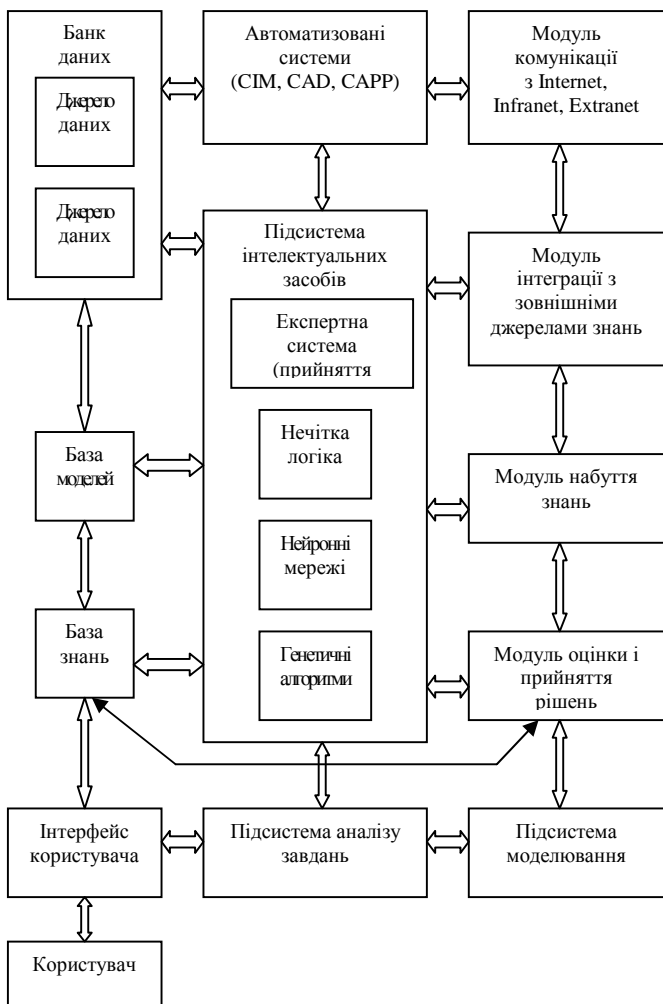 Банк
даних
Джерело
даних
Джерело
даних
Автоматизовані
системи
(CIM, CAD, CAPP)
Модуль
комунікації
з Internet,
Infranet, Extranet
Підсистема
інтелектуальних
засобів
Експертна
система
(прийняття
Нечітка
логіка
Нейронні
мережі
Генетичні
алгоритми
Модуль
інтеграції з
зовнішніми
джерелами знань
База
моделей
Модуль набуття
знань
База
знань
Модуль оцінки і
прийняття
рішень
Інтерфейс
користувача
Підсистема аналізу
завдань
Підсистема
моделювання
Користувач